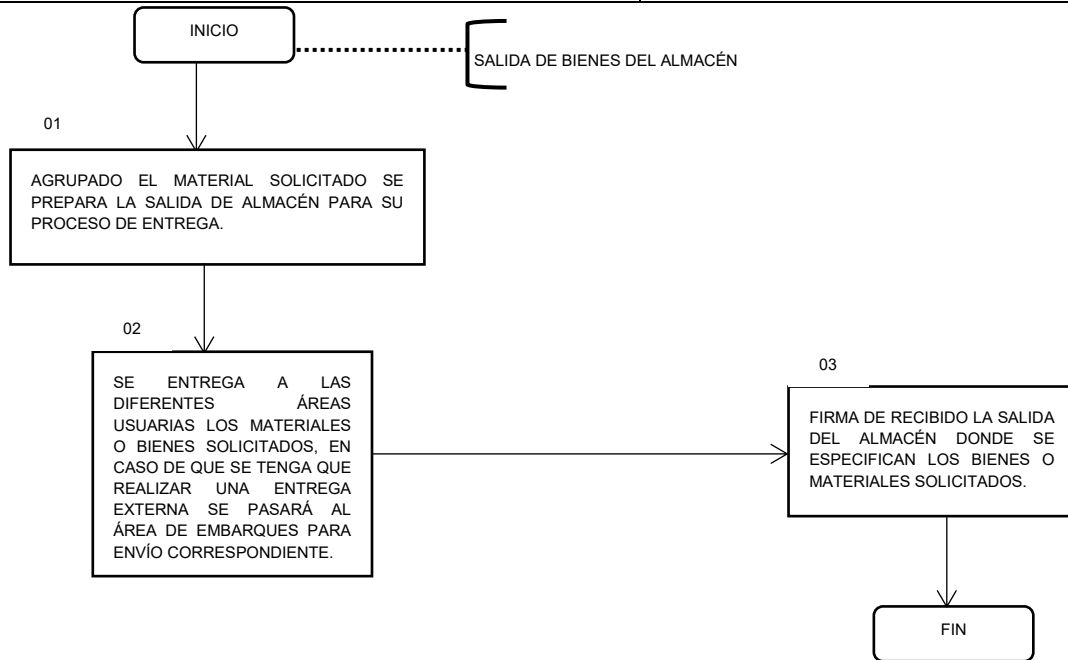 INICIO
SALIDA DE BIENES DEL ALMACÉN
01
AGRUPADO EL MATERIAL SOLICITADO SE
PREPARA LA SALIDA DE ALMACÉN PARA SU
PROCESO DE ENTREGA.
02
SE ENTREGA A LAS
DIFERENTES ÁREAS
USUARIAS LOS MATERIALES
O BIENES SOLICITADOS, EN
CASO DE QUE SE TENGA QUE
REALIZAR UNA ENTREGA
EXTERNA SE PASARÁ AL
ÁREA DE EMBARQUES PARA
ENVÍO CORRESPONDIENTE.
03
FIRMA DE RECIBIDO LA SALIDA
DEL ALMACÉN DONDE SE
ESPECIFICAN LOS BIENES O
MATERIALES SOLICITADOS.
FIN